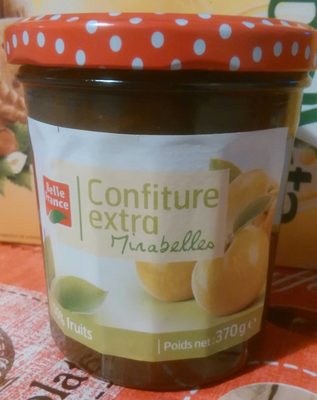 Belle
France
Confiture
extra
Mirabelles
fruits
Poids net : 370 g e